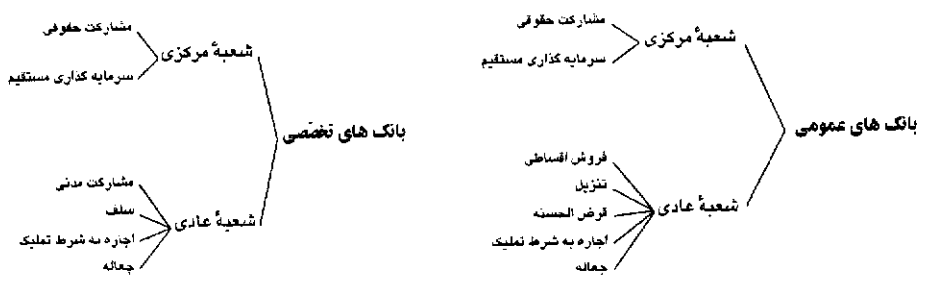 بانک های عمومی
شعبهٔ مرکزی
مشارکت حقوقی
سرمایه گذاری مستقیم
شعبهٔ عادی
فروش اقساطی
تنزیل
قرض الحسنه
اجاره به شرط تملیک
جعاله
بانک های تخصّصی
شعبهٔ مرکزی
مشارکت حقوقی
سرمایه گذاری مستقیم
شعبهٔ عادی
مشارکت مدنی
سلف
اجاره به شرط تملیک
جعاله